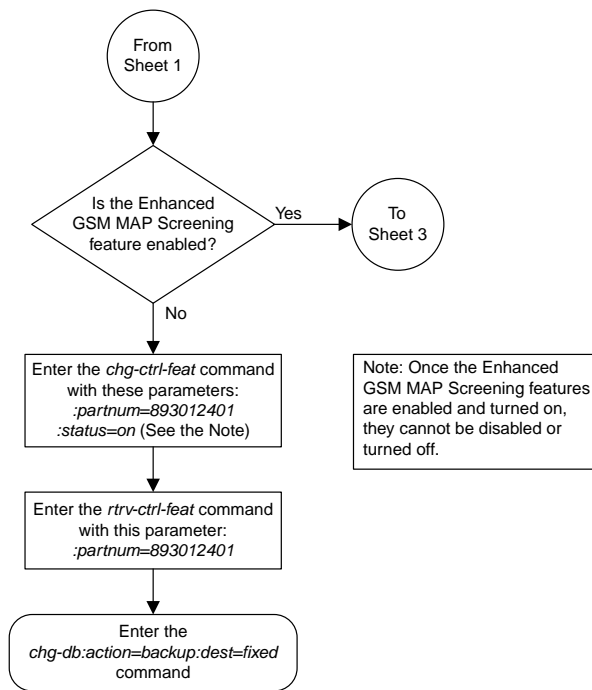 From
Sheet 1
Is the Enhanced
GSM MAP Screening
feature enabled?
Yes
To
Sheet 3
No
Enter the chg-ctrl-feat command
with these parameters:
:partnum=893012401
:status=on (See the Note)
Note: Once the Enhanced
GSM MAP Screening features
are enabled and turned on,
they cannot be disabled or
turned off.
Enter the rtrv-ctrl-feat command
with this parameter:
:partnum=893012401
Enter the
chg-db:action=backup:dest=fixed
command